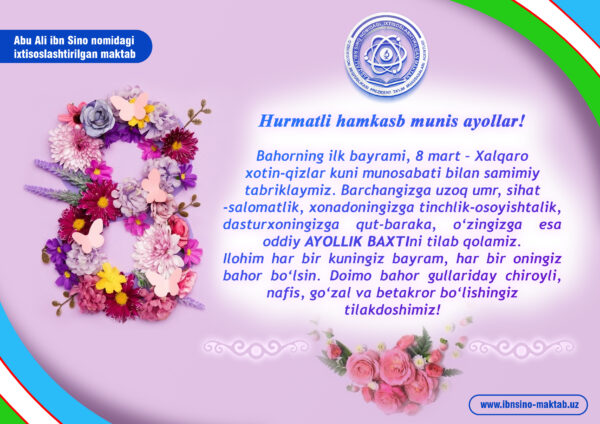 Abu Ali ibn Sino nomidagi
ixtisoslashtirilgan maktab
Hurmatli hamkasb munis ayollar!
Bahorning ilk bayrami, 8 mart – Xalqaro
xotin-qizlar kuni munosabati bilan samimiy
tabriklaymiz. Barchangizga uzoq umr, sihat
-salomatlik, xonadoningizga tinchlik-osoyishtalik,
dasturxoningizga qut-baraka, o‘zingizga esa
oddiy AYOLLIK BAXTIni tilab qolamiz.
Ilohim har bir kuningiz bayram, har bir oningiz
bahor bo‘lsin. Doimo bahor gullariday chiroyli,
nafis, go‘zal va betakror bo‘lishingiz
tilakdoshimiz!
www.ibnsino-maktab.uz